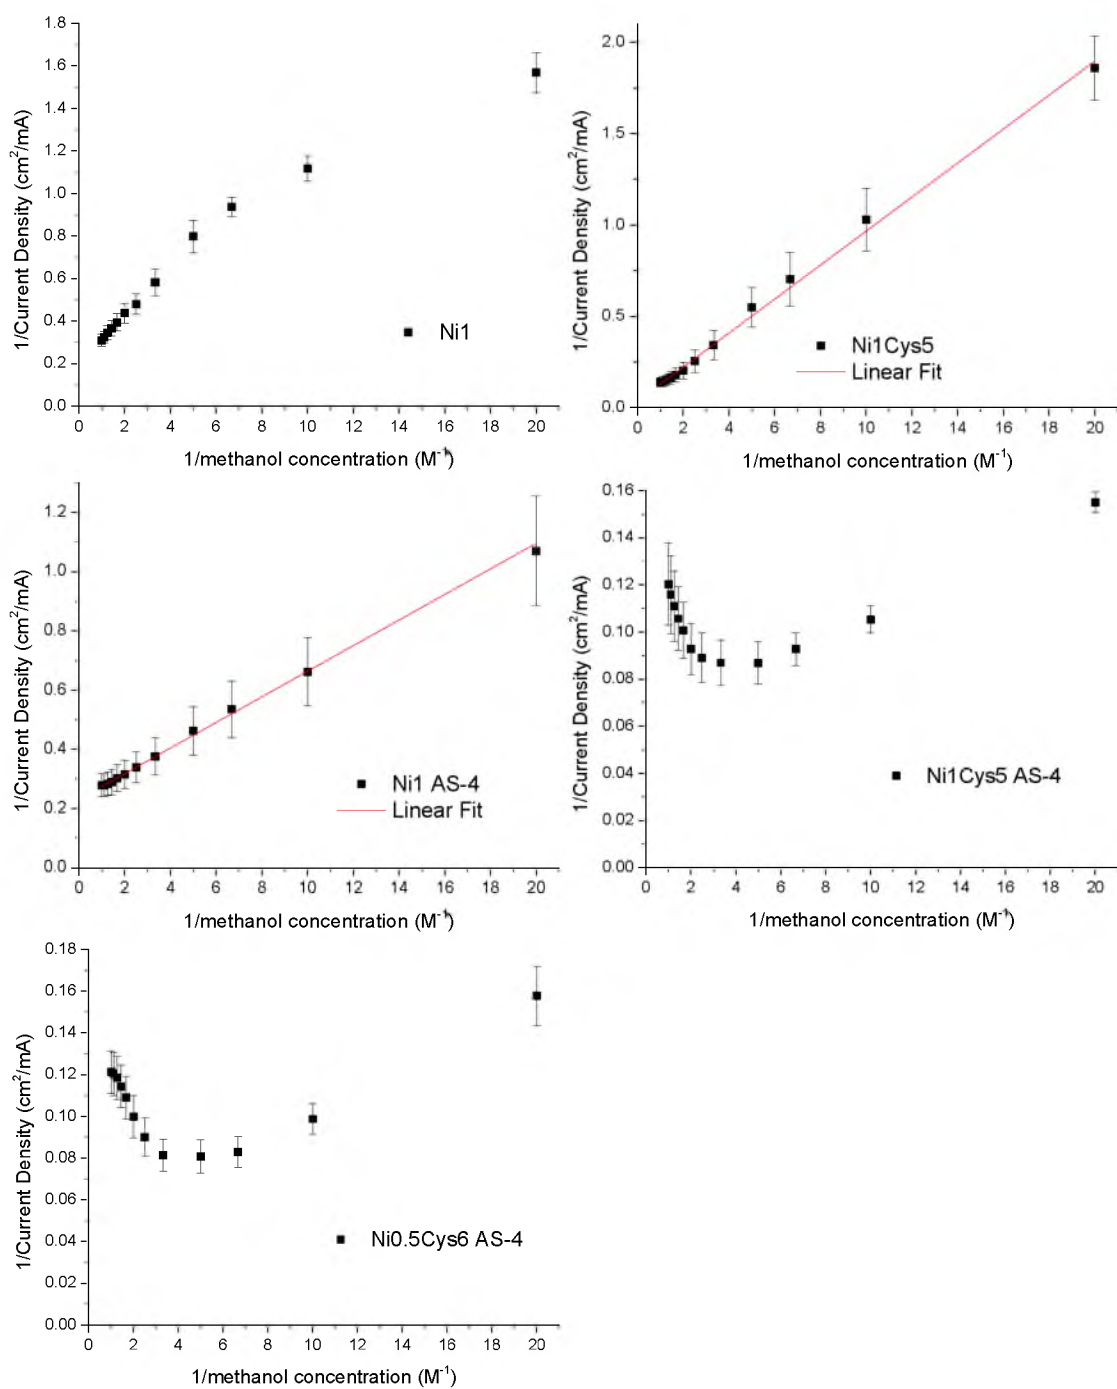 1.8
1.6
1.4
1.2
1.0
0.8
0.6
0.4
0.2
0.0
0 2 4 6 8 10 12 14 16 18 20
1/Current Density (cm²/mA)
1/methanol concentration (M⁻¹)
Ni1
2.0
1.5
1.0
0.5
0.0
0 2 4 6 8 10 12 14 16 18 20
1/Current Density (cm²/mA)
1/methanol concentration (M⁻¹)
Ni1Cys5
Linear Fit
1.2
1.0
0.8
0.6
0.4
0.2
0.0
0 2 4 6 8 10 12 14 16 18 20
1/Current Density (cm²/mA)
1/methanol concentration (M⁻¹)
Ni1 AS-4
Linear Fit
0.16
0.14
0.12
0.10
0.08
0.06
0.04
0.02
0.00
0 2 4 6 8 10 12 14 16 18 20
1/Current Density (cm²/mA)
1/methanol concentration (M⁻¹)
Ni1Cys5 AS-4
0.18
0.16
0.14
0.12
0.10
0.08
0.06
0.04
0.02
0.00
0 2 4 6 8 10 12 14 16 18 20
1/Current Density (cm²/mA)
1/methanol concentration (M⁻¹)
Ni0.5Cys6 AS-4